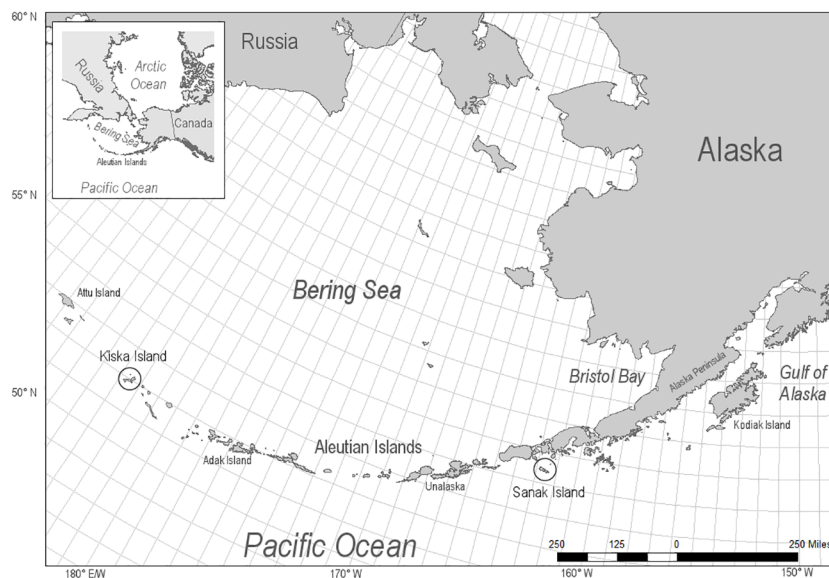 60° N
Russia
Arctic
Ocean
Russia
Canada
Bering Sea
Aleutian Islands
Pacific Ocean
Alaska
55° N
Bering Sea
Attu Island
Kiska Island
Bristol Bay
Alaska Peninsula
Gulf of
Alaska
50° N
Kodiak Island
Aleutian Islands
Adak Island
Unalaska
Sanak Island
Pacific Ocean
250 125 0 250 Miles
180° E/W 170° W 160° W 150° W